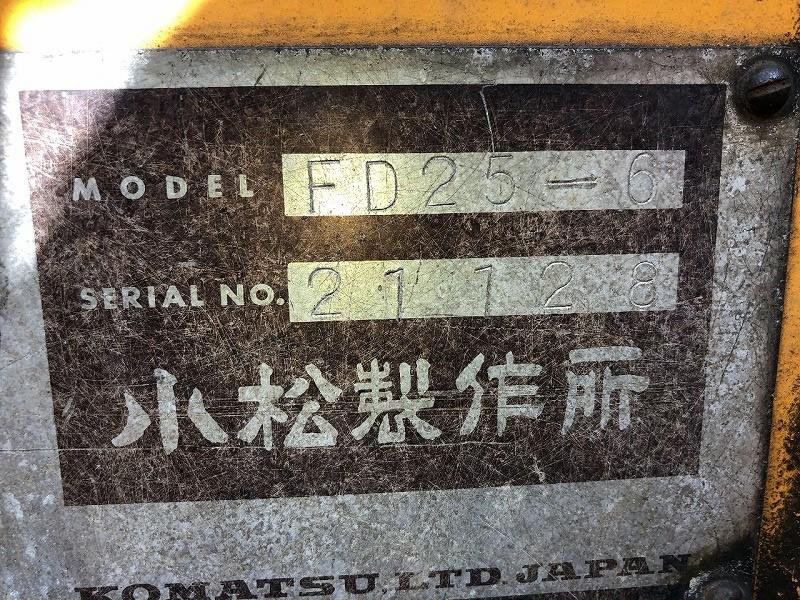 MODEL FD25-6
SERIAL NO. 21128
小松製作所
KOMATSU, LTD. JAPAN